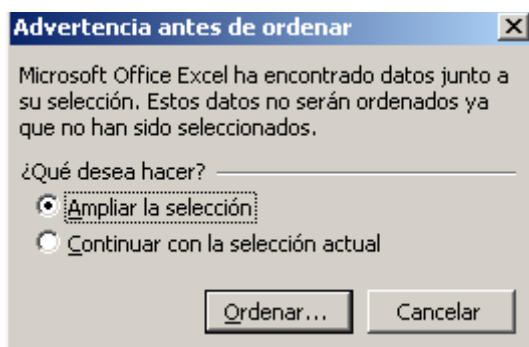 Advertencia antes de ordenar
Microsoft Office Excel ha encontrado datos junto a
su selección. Estos datos no serán ordenados ya
que no han sido seleccionados.
¿Qué desea hacer?
Ampliar la selección
Continuar con la selección actual
Ordenar... Cancelar